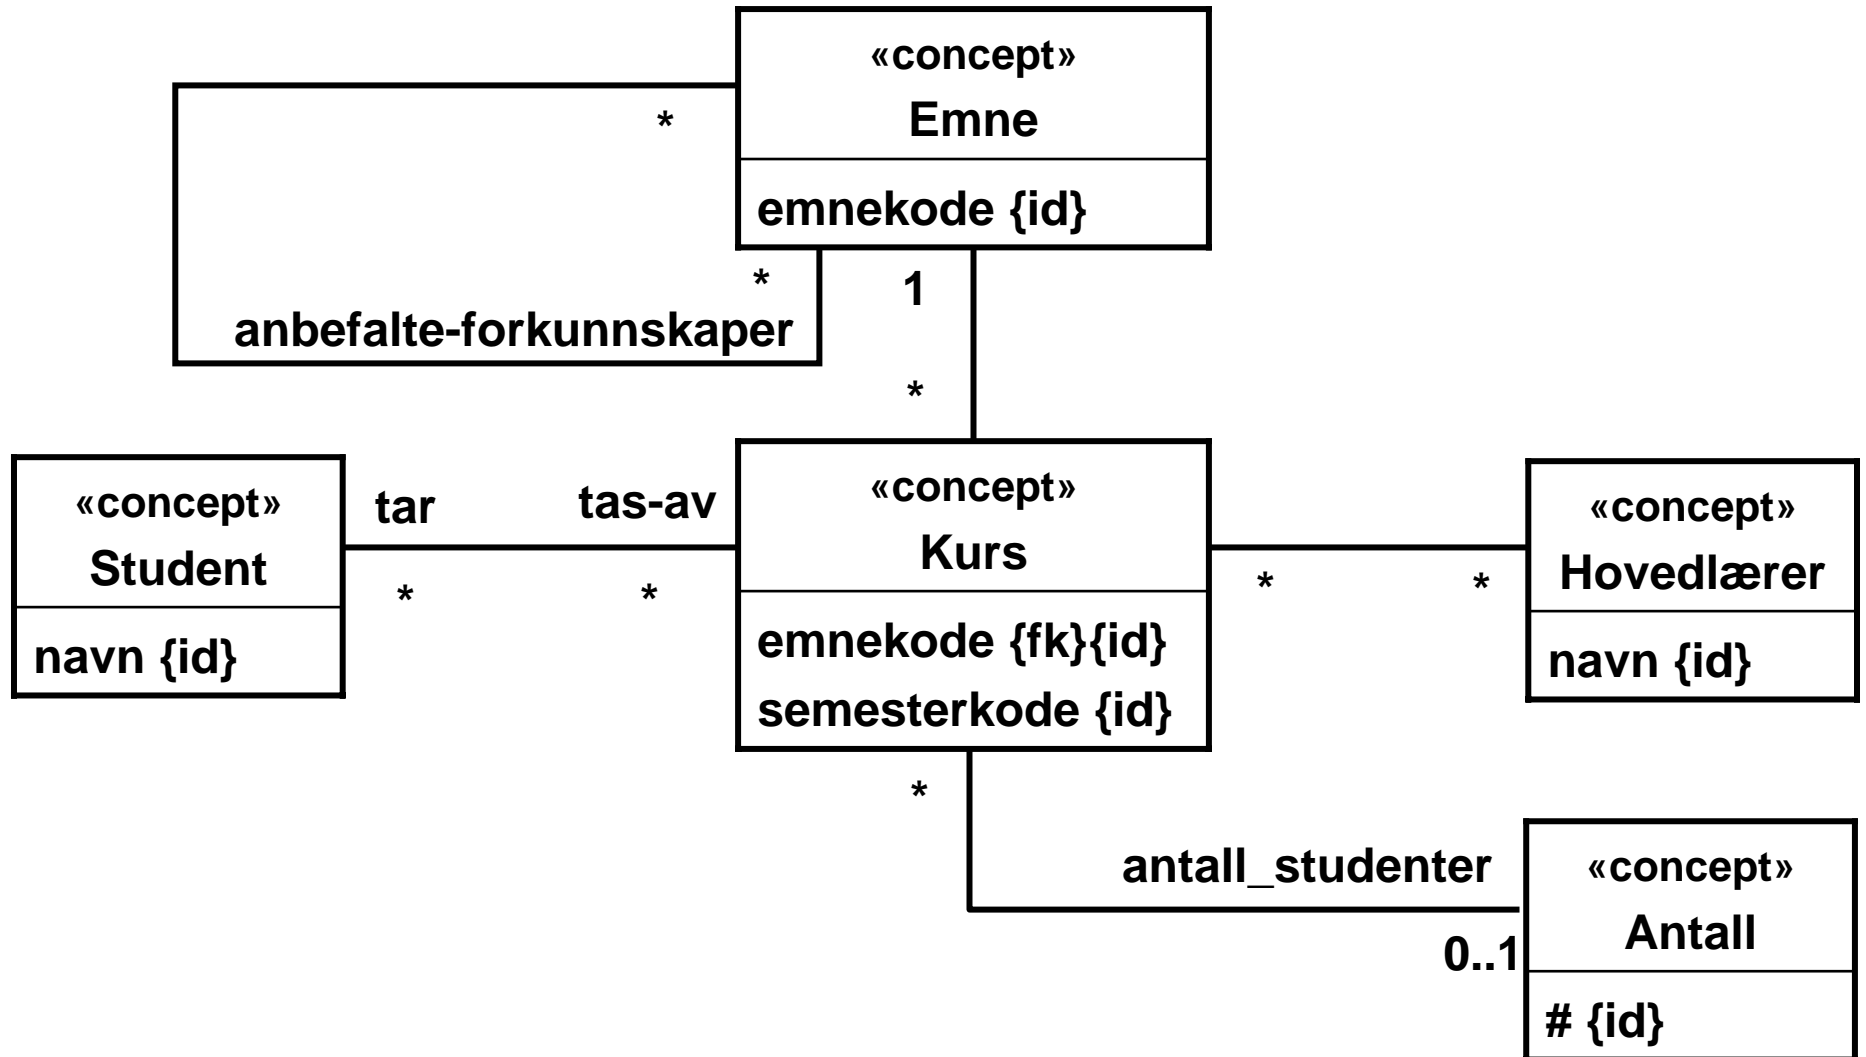 «concept»
Emne
emnekode {id}
*
*
1
anbefalte-forkunnskaper
*
«concept»
Student
navn {id}
tar
tas-av
*
*
«concept»
Kurs
emnekode {fk}{id}
semesterkode {id}
*
*
«concept»
Hovedlærer
navn {id}
*
antall_studenter
0..1
«concept»
Antall
# {id}